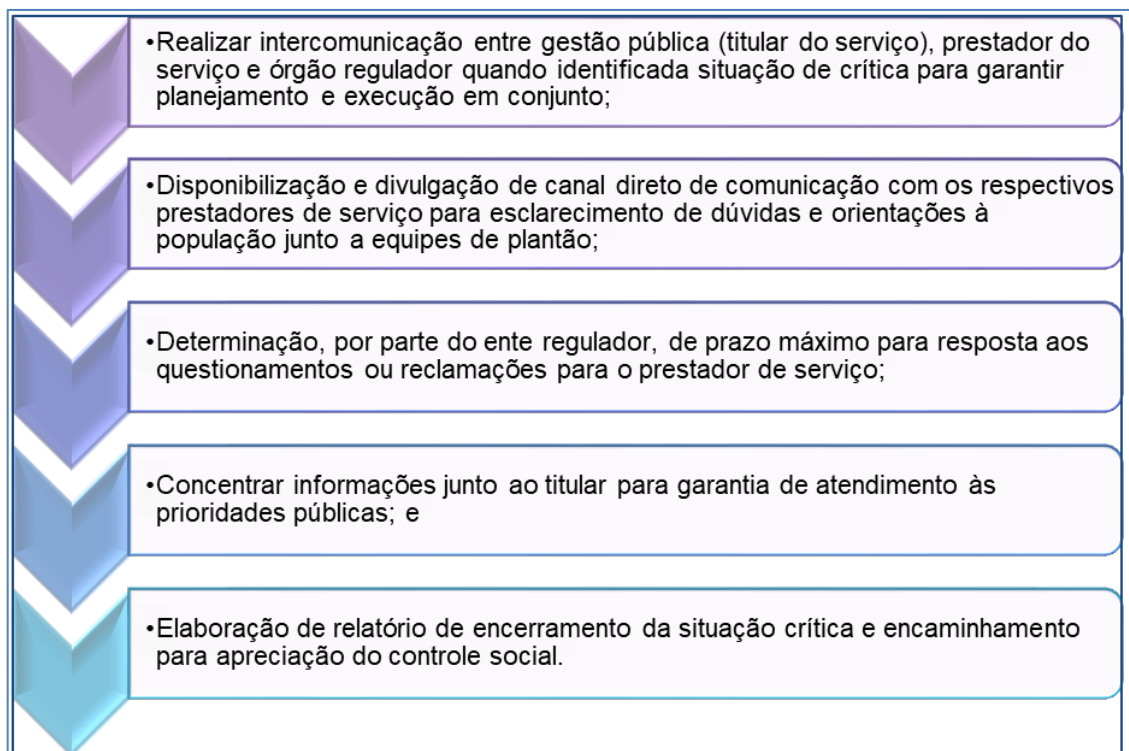 •Realizar intercomunicação entre gestão pública (titular do serviço), prestador do
serviço e órgão regulador quando identificada situação de crítica para garantir
planejamento e execução em conjunto;
•Disponibilização e divulgação de canal direto de comunicação com os respectivos
prestadores de serviço para esclarecimento de dúvidas e orientações à
população junto a equipes de plantão;
•Determinação, por parte do ente regulador, de prazo máximo para resposta aos
questionamentos ou reclamações para o prestador de serviço;
•Concentrar informações junto ao titular para garantia de atendimento às
prioridades públicas; e
•Elaboração de relatório de encerramento da situação crítica e encaminhamento
para apreciação do controle social.